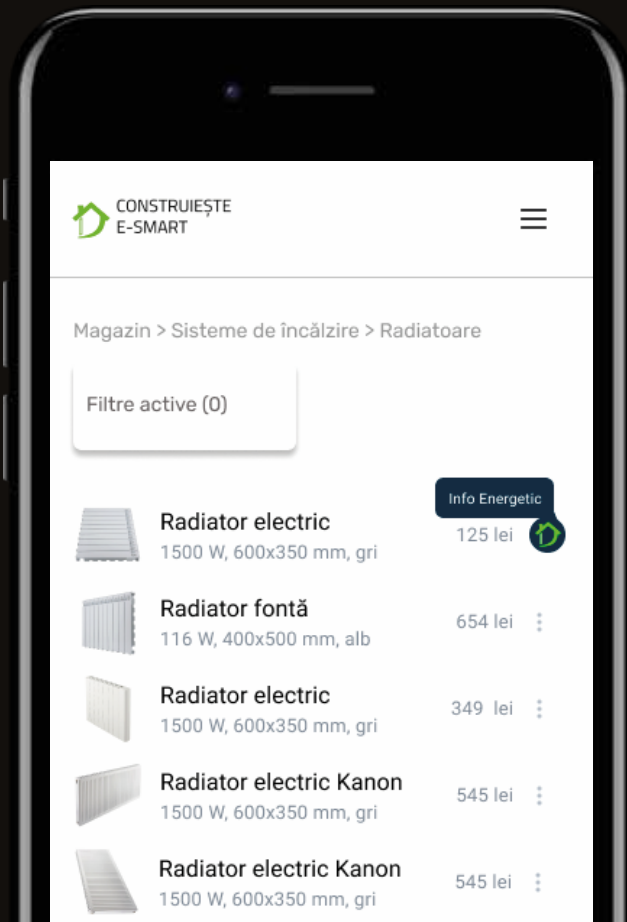 CONSTRUIEȘTE
E-SMART
Magazin > Sisteme de încălzire > Radiatoare
Filtre active (0)
Info Energetic
Radiator electric
125 lei
1500 W, 600x350 mm, gri
Radiator fontă
654 lei
116 W, 400x500 mm, alb
Radiator electric
349 lei
1500 W, 600x350 mm, gri
Radiator electric Kanon
545 lei
1500 W, 600x350 mm, gri
Radiator electric Kanon
545 lei
1500 W, 600x350 mm, gri